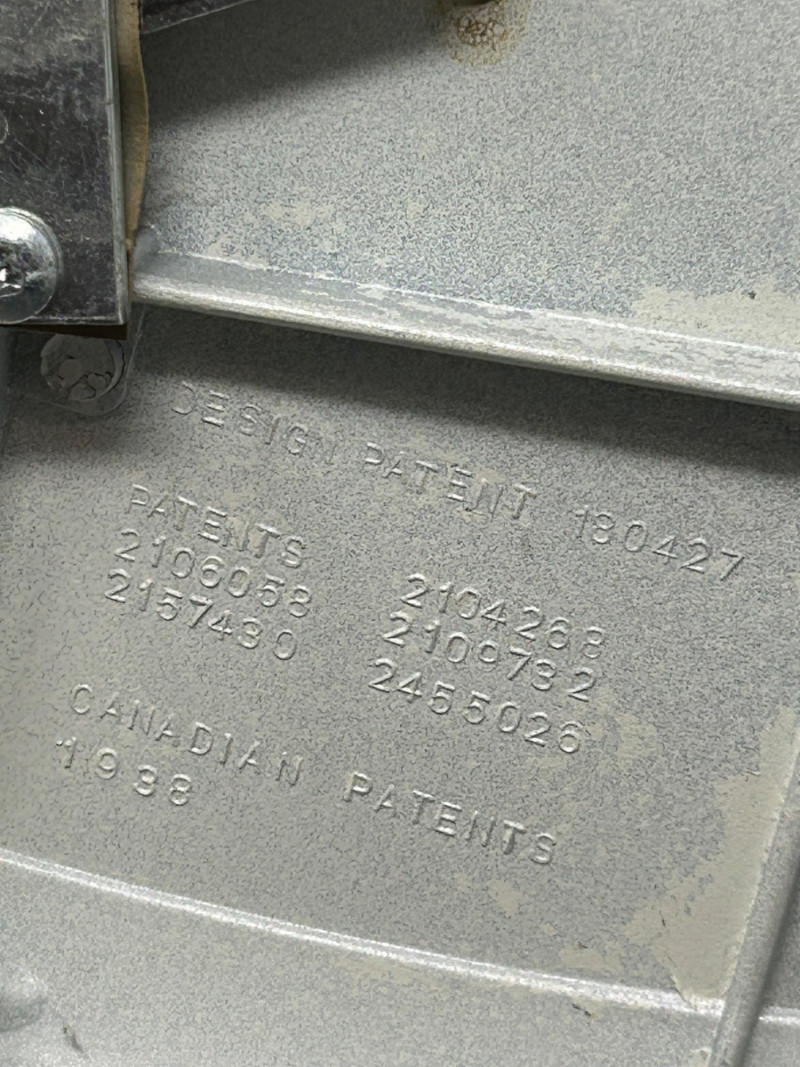 DESIGN PATENT 180427
PATENTS
2106058 2104268
2157430 2109732
2455026
CANADIAN PATENTS
1938